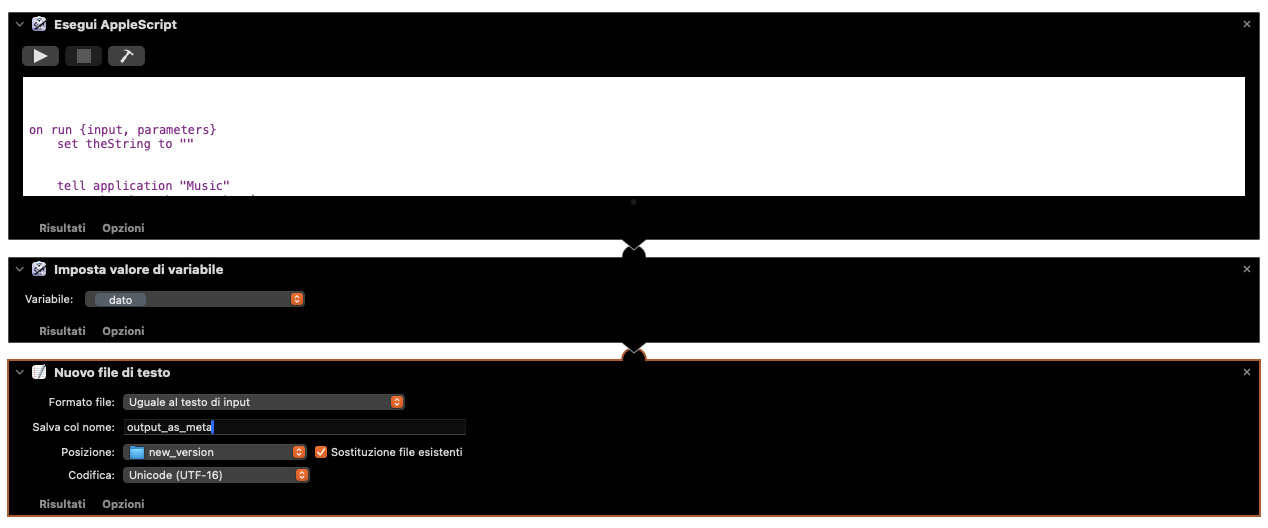 Esegui AppleScript
on run {input, parameters}
set theString to ""
tell application "Music"
Risultati Opzioni
Imposta valore di variabile
Variabile: dato
Risultati Opzioni
Nuovo file di testo
Formato file: Uguale al testo di input
Salva col nome: output_as_meta
Posizione: new_version Sostituzione file esistenti
Codifica: Unicode (UTF-16)
Risultati Opzioni